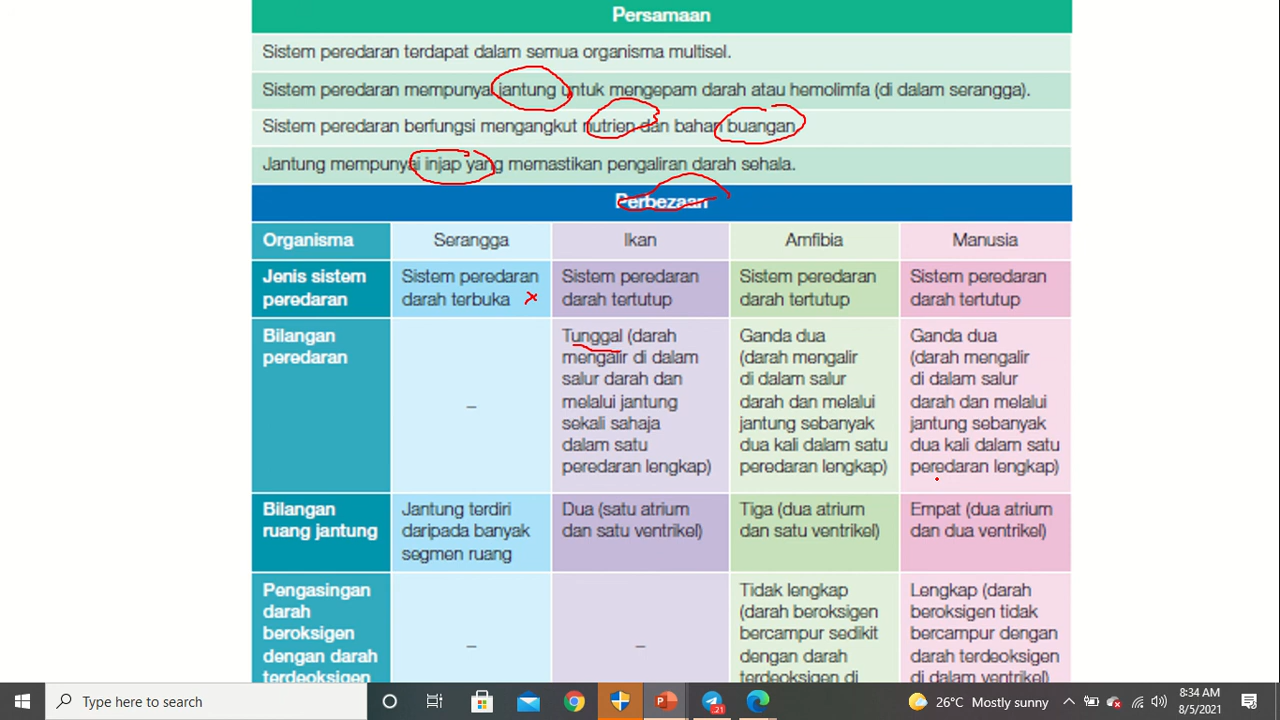 Persamaan
Sistem peredaran terdapat dalam semua organisma multisel.
Sistem peredaran mempunyai jantung untuk mengepam darah atau hemolimfa (di dalam serangga).
Sistem peredaran berfungsi mengangkut nutrien dan bahan buangan.
Jantung mempunyai injap yang memastikan pengaliran darah sehala.
Perbezaan
Organisma
Serangga
Ikan
Amfibia
Manusia
Jenis sistem
peredaran
Sistem peredaran
darah terbuka
Sistem peredaran
darah tertutup
Sistem peredaran
darah tertutup
Sistem peredaran
darah tertutup
Bilangan
peredaran
–
Tunggal (darah
mengalir di dalam
salur darah dan
melalui jantung
sekali sahaja
dalam satu
peredaran lengkap)
Ganda dua
(darah mengalir
di dalam salur
darah dan melalui
jantung sebanyak
dua kali dalam satu
peredaran lengkap)
Ganda dua
(darah mengalir
di dalam salur
darah dan melalui
jantung sebanyak
dua kali dalam satu
peredaran lengkap)
Bilangan
ruang jantung
Jantung terdiri
daripada banyak
segmen ruang
Dua (satu atrium
dan satu ventrikel)
Tiga (dua atrium
dan satu ventrikel)
Empat (dua atrium
dan dua ventrikel)
Pengasingan
darah
beroksigen
dengan darah
terdeoksigen
–
–
Tidak lengkap
(darah beroksigen
bercampur sedikit
dengan darah
terdeoksigen di
Lengkap (darah
beroksigen tidak
bercampur dengan
darah terdeoksigen
di dalam ventrikel)
Type here to search
21
26°C Mostly sunny
8:34 AM
8/5/2021